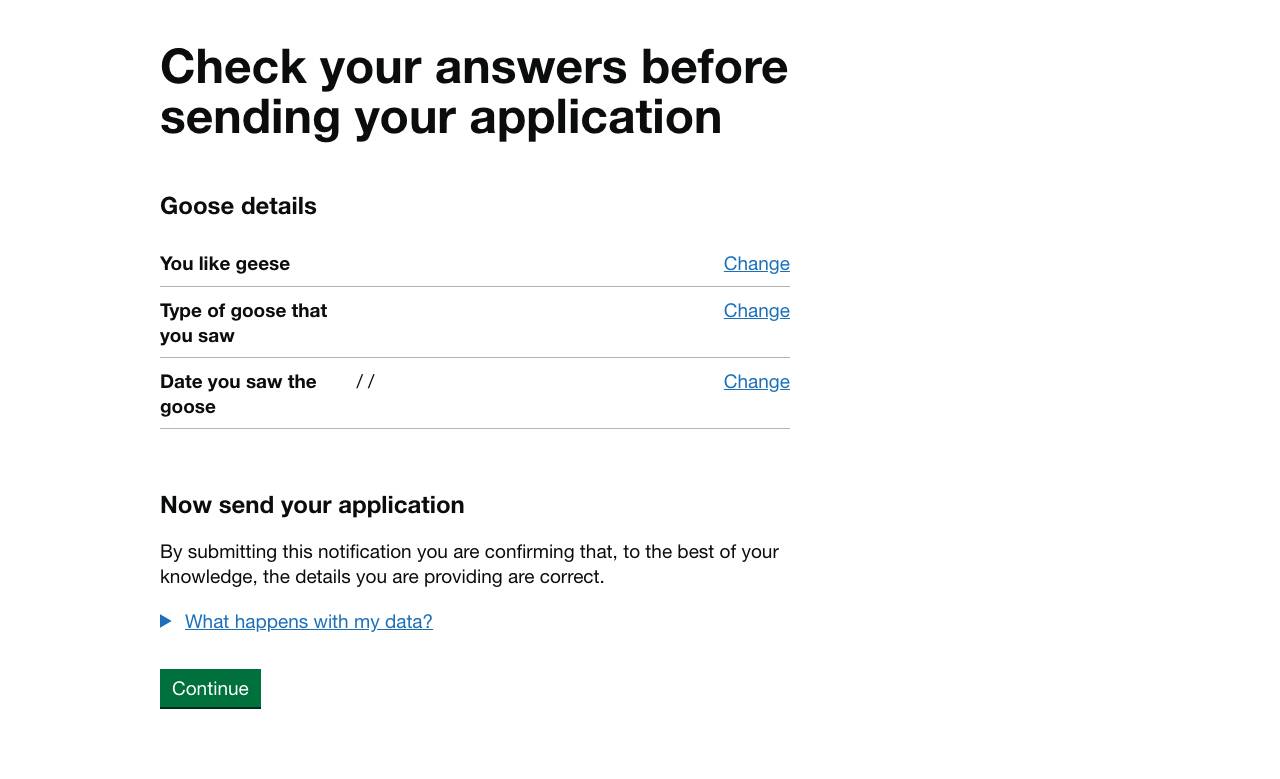 Check your answers before
sending your application
Goose details
You like geese Change
Type of goose that Change
you saw
Date you saw the / / Change
goose
Now send your application
By submitting this notification you are confirming that, to the best of your
knowledge, the details you are providing are correct.
What happens with my data?
Continue